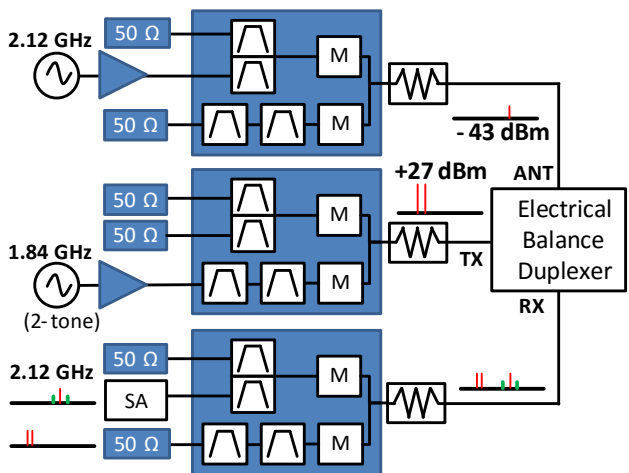 2.12 GHz
50 Ω
M
50 Ω
M
- 43 dBm
ANT
+27 dBm
50 Ω
50 Ω
M
1.84 GHz
(2- tone)
M
TX
Electrical
Balance
Duplexer
RX
2.12 GHz
50 Ω
M
SA
50 Ω
M